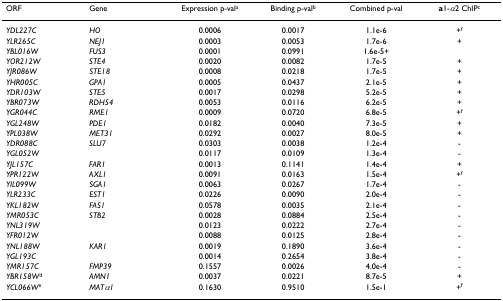 ORF Gene Expression p-valᵃ Binding p-valᵇ Combined p-val a1-α2 ChIPᶜ
YDL227C HO 0.0006 0.0017 1.1e-6 +ᶠ
YLR265C NEJ1 0.0003 0.0053 1.7e-6 +
YBL016W FUS3 0.0001 0.0991 1.6e-5+
YOR212W STE4 0.0020 0.0082 1.7e-5 +
YJR086W STE18 0.0008 0.0218 1.7e-5 +
YHR005C GPA1 0.0005 0.0437 2.1e-5 +
YDR103W STE5 0.0017 0.0298 5.2e-5 +
YBR073W RDH54 0.0053 0.0116 6.2e-5 +
YGR044C RME1 0.0009 0.0720 6.8e-5 +ᶠ
YGL248W PDE1 0.0182 0.0040 7.3e-5 +
YPL038W MET31 0.0292 0.0027 8.0e-5 +
YDR088C SLU7 0.0303 0.0038 1.2e-4 -
YGL052W 0.0117 0.0109 1.3e-4 -
YJL157C FAR1 0.0013 0.1141 1.4e-4 +
YPR122W AXL1 0.0091 0.0163 1.5e-4 +ᶠ
YIL099W SGA1 0.0063 0.0267 1.7e-4 -
YLR233C EST1 0.0226 0.0090 2.0e-4 -
YKL182W FAS1 0.0578 0.0035 2.1e-4 -
YMR053C STB2 0.0028 0.0884 2.5e-4 -
YNL319W 0.0123 0.0222 2.7e-4 -
YFR012W 0.0088 0.0125 2.8e-4 -
YNL188W KAR1 0.0019 0.1890 3.6e-4 -
YGL193C 0.0014 0.2654 3.8e-4 -
YMR157C FMP39 0.1557 0.0026 4.0e-4 -
YBR158Wᵈ AMN1 0.0037 0.0221 8.7e-5 +
YCL066Wᵉ MATα1 0.1630 0.9510 1.5e-1 +ᶠ